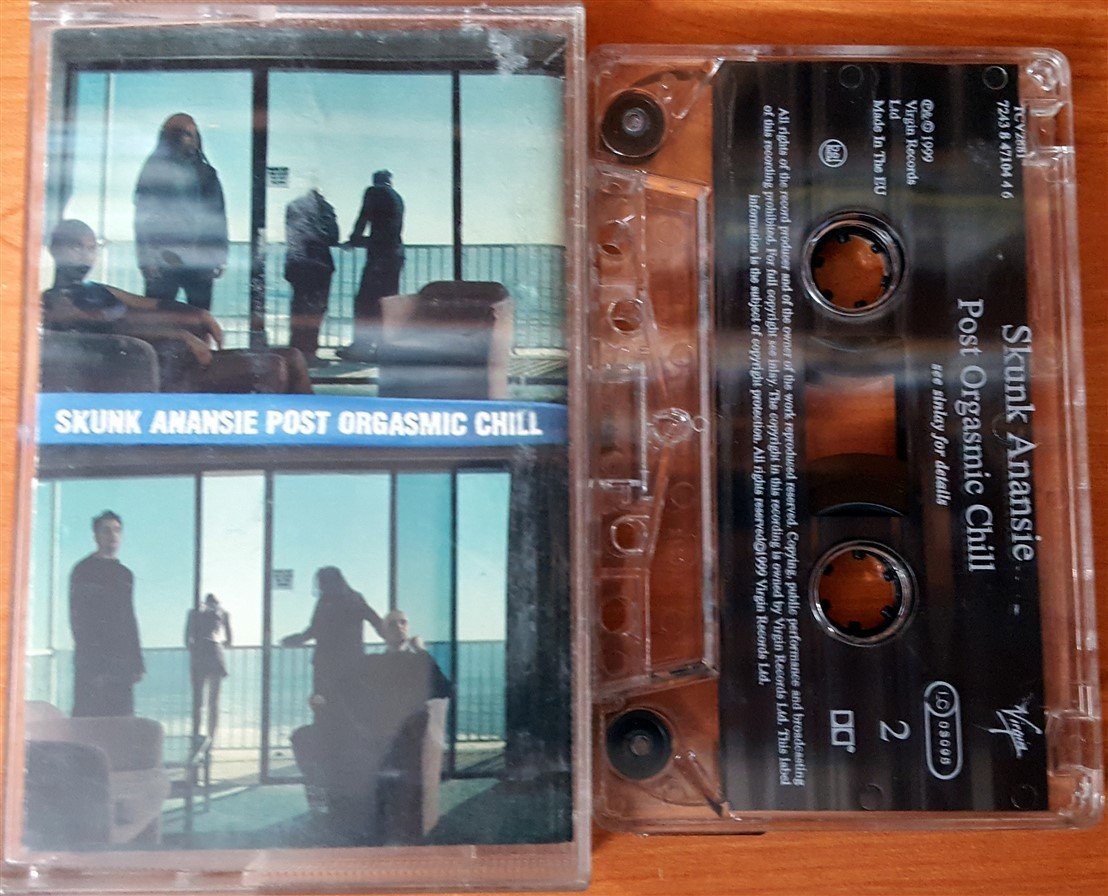 SKUNK ANANSIE POST ORGASMIC CHILL
Skunk Anansie
Post Orgasmic Chill
see sinlay for details
7243 8 47104 4 6
℗& © 1999
Virgin Records
Ltd
Made In The EU
All rights of the record producer and of the owner of the work reproduced reserved. Copying, public performance and broadcasting
of this recording prohibited. For full copyright see inlay. The copyright in this recording is owned by Virgin Records Ltd. This label
information is the subject of copyright protection. All rights reserved©1999 Virgin Records Ltd.
Virgin
2